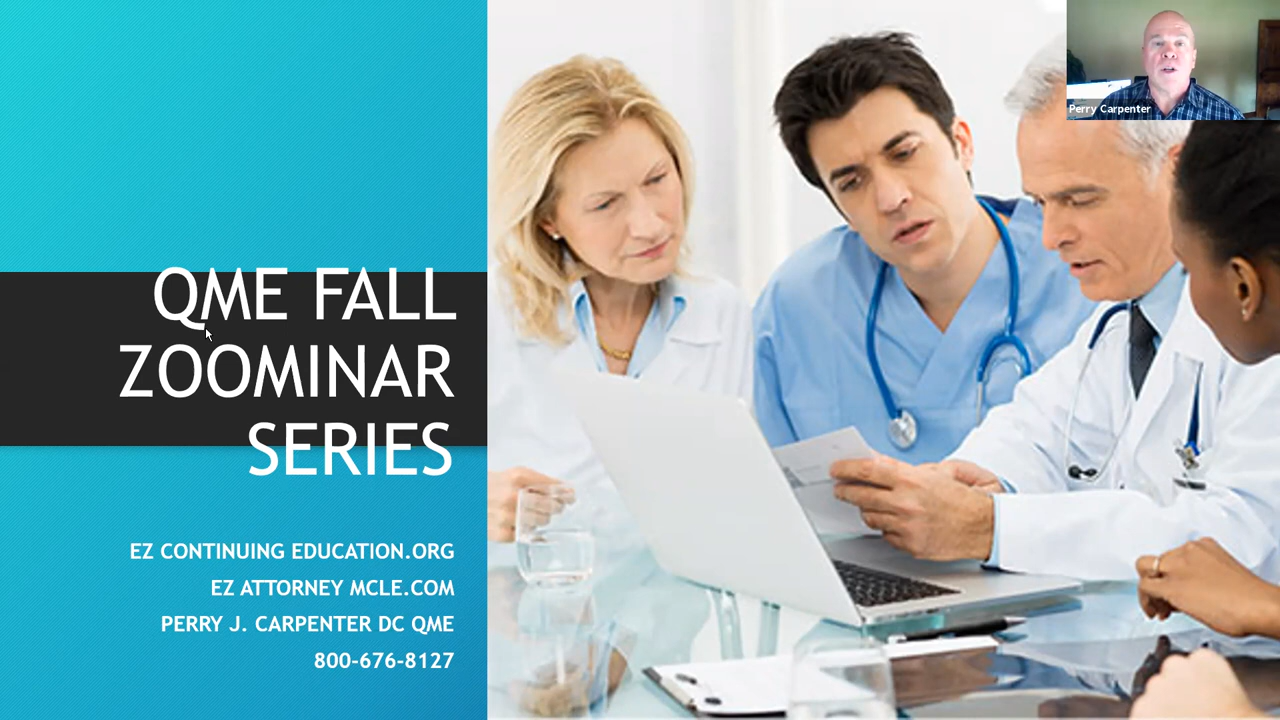 QME FALL
ZOOMINAR
SERIES
EZ CONTINUING EDUCATION.ORG
EZ ATTORNEY MCLE.COM
PERRY J. CARPENTER DC QME
800-676-8127
Perry Carpenter